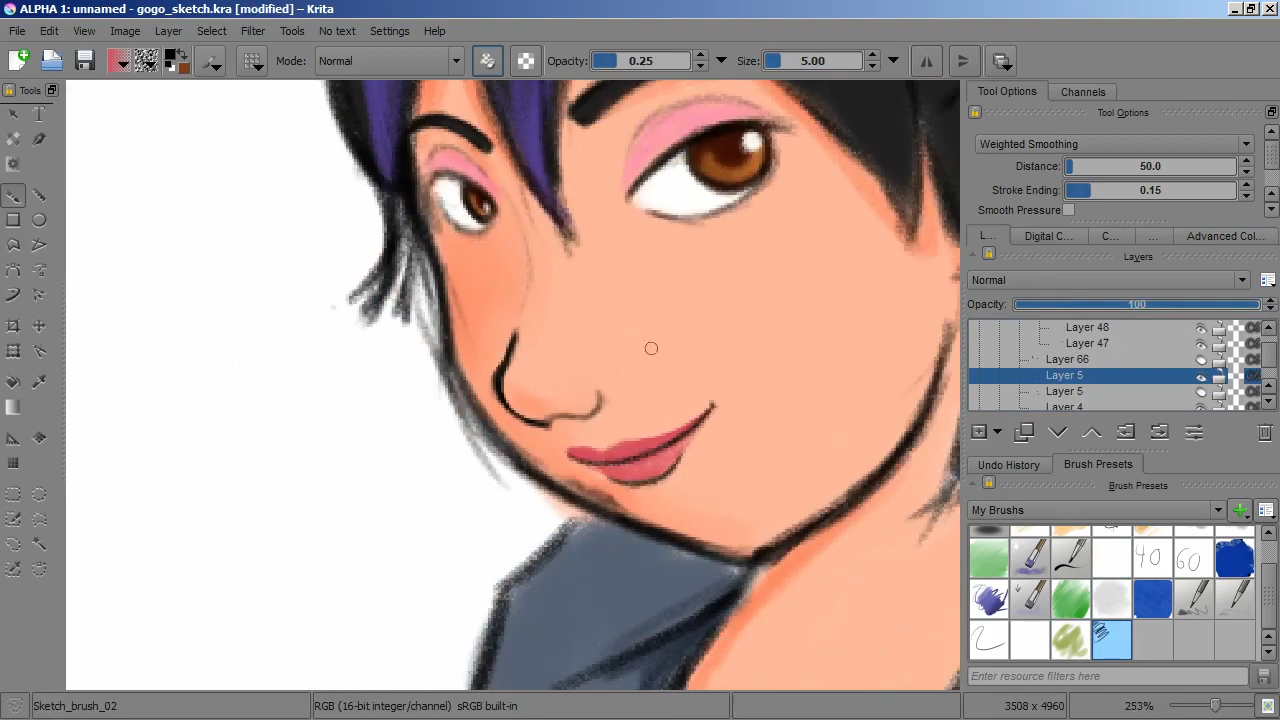 ALPHA 1: unnamed - gogo_sketch.kra [modified] – Krita
File Edit View Image Layer Select Filter Tools No text Settings Help
Mode: Normal Opacity: 0.25 Size: 5.00
Tools
Tool Options Channels
Tool Options
Weighted Smoothing
Distance: 50.0
Stroke Ending: 0.15
Smooth Pressure
L... Digital C... C... ... Advanced Col...
Layers
Normal
Opacity: 100
Layer 48
Layer 47
Layer 66
Layer 5
Layer 5
Layer 4
Undo History Brush Presets
Brush Presets
My Brushes
40 60
Enter resource filters here
Sketch_brush_02 RGB (16-bit integer/channel) sRGB built-in 3508 x 4960 253%